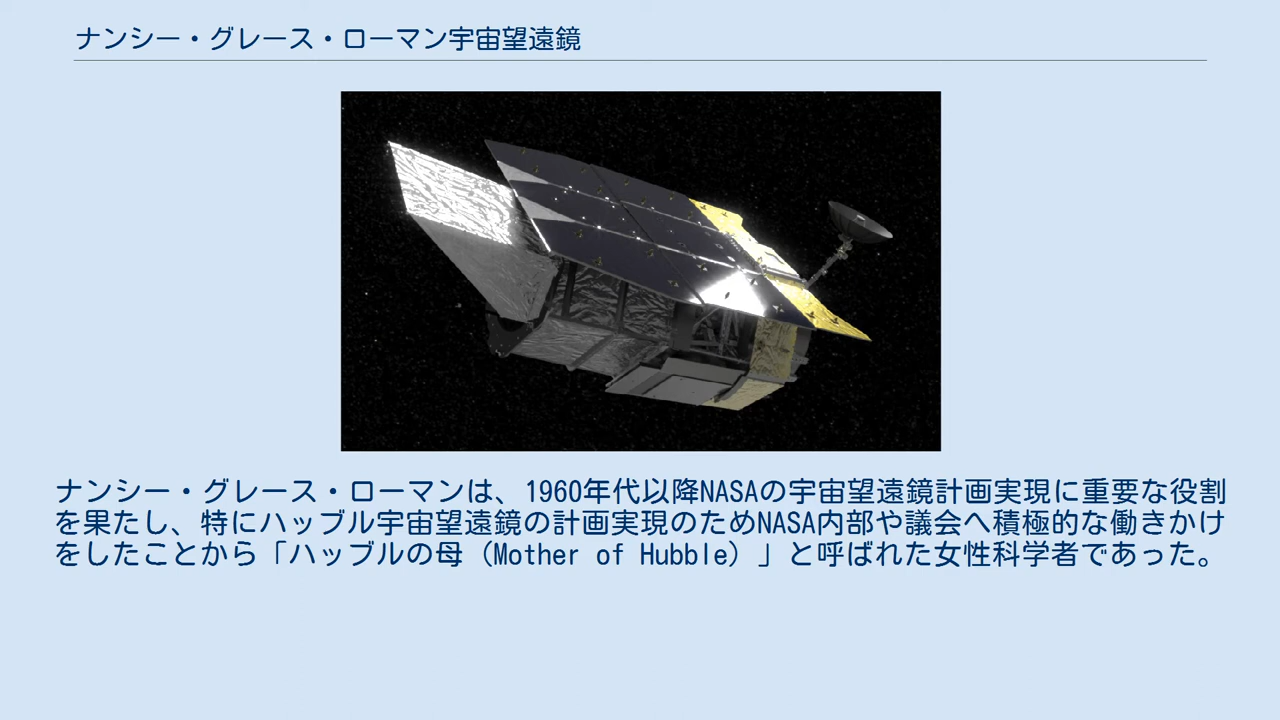 ナンシー・グレース・ローマン宇宙望遠鏡
ナンシー・グレース・ローマンは、1960年代以降NASAの宇宙望遠鏡計画実現に重要な役割
を果たし、特にハッブル宇宙望遠鏡の計画実現のためNASA内部や議会へ積極的な働きかけ
をしたことから「ハッブルの母（Mother of Hubble）」と呼ばれた女性科学者であった。